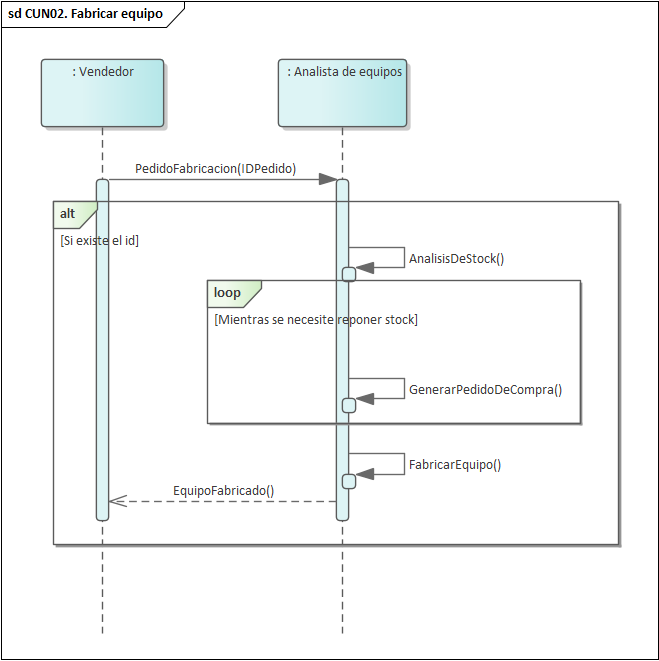 sd CUN02. Fabricar equipo
: Vendedor
: Analista de equipos
PedidoFabricacion(IDPedido)
alt
[Si existe el id]
AnalisisDeStock()
loop
[Mientras se necesite reponer stock]
GenerarPedidoDeCompra()
FabricarEquipo()
EquipoFabricado()